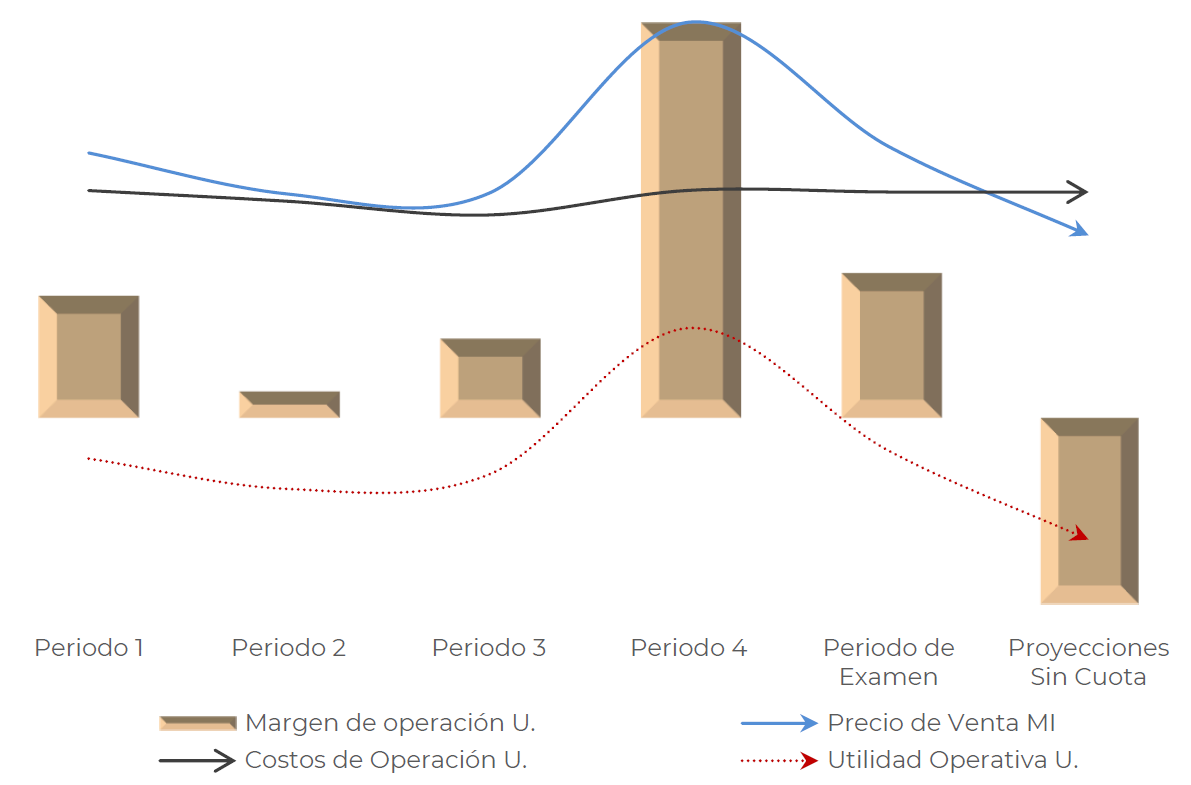 Periodo 1
Periodo 2
Periodo 3
Periodo 4
Periodo de
Examen
Proyecciones
Sin Cuota
Margen de operación U.
Precio de Venta MI
Costos de Operación U.
Utilidad Operativa U.